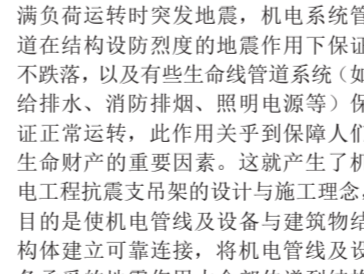 满负荷运转时突发地震，机电系统管
道在结构设防烈度的地震作用下保证
不跌落，以及有些生命线管道系统（如
给排水、消防排烟、照明电源等）保
证正常运转，此作用关乎到保障人们
生命财产的重要因素。这就产生了机
电工程抗震支吊架的设计与施工理念，
目的是使机电管线及设备与建筑物结
构体建立可靠连接，将机电管线及设